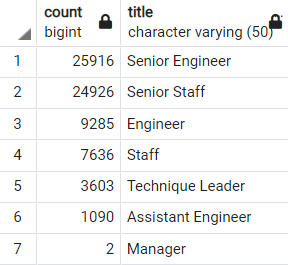 count title
bigint character varying (50)
1 25916 Senior Engineer
2 24926 Senior Staff
3 9285 Engineer
4 7636 Staff
5 3603 Technique Leader
6 1090 Assistant Engineer
7 2 Manager